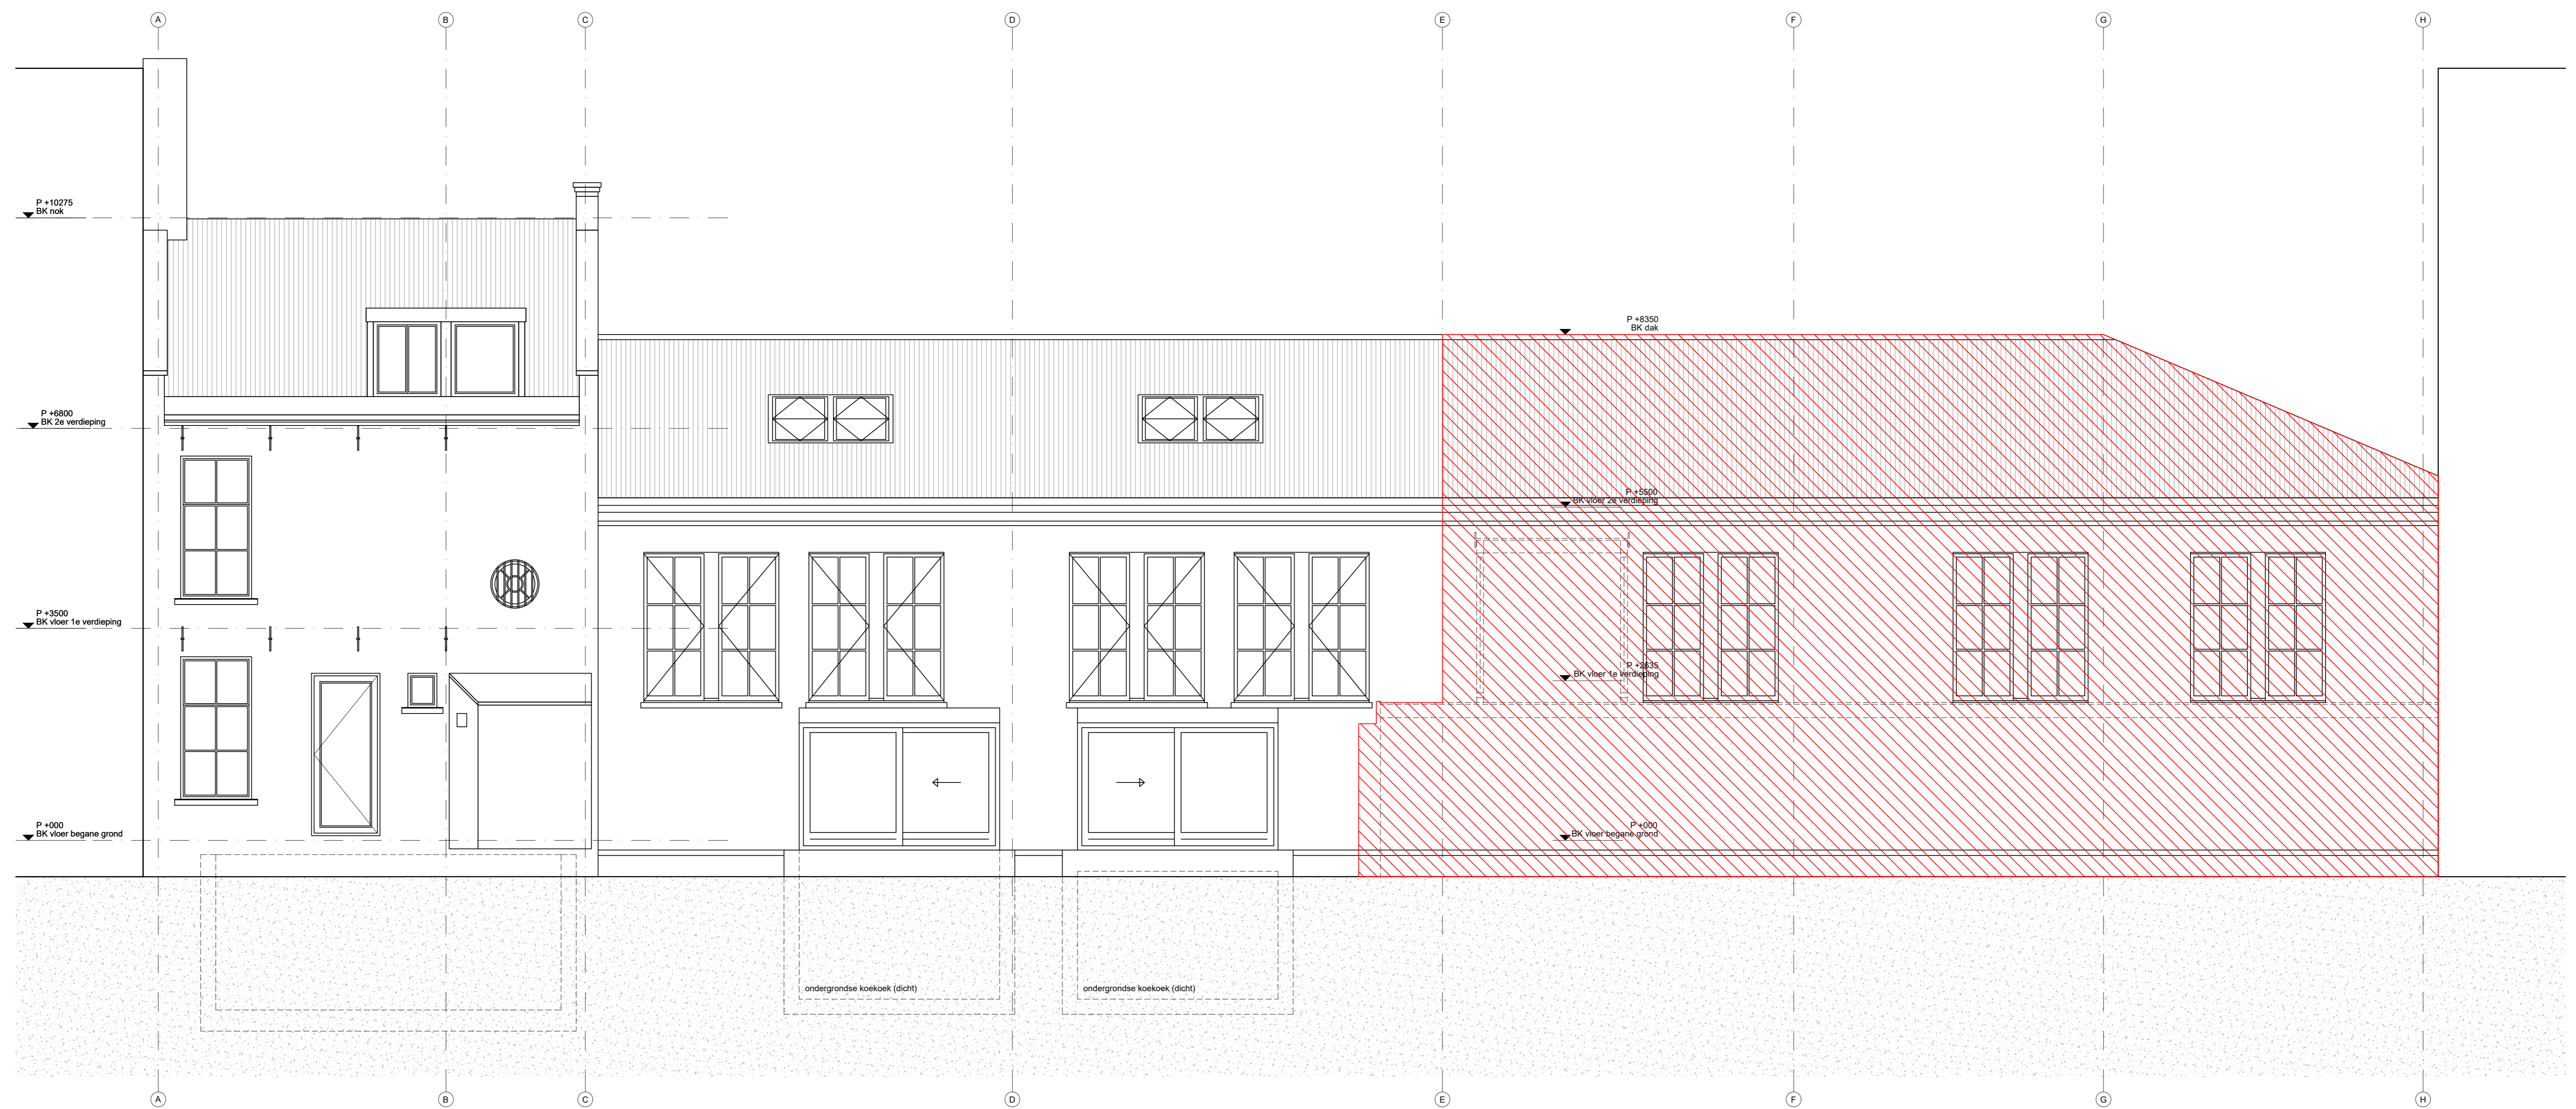 A B C D E F G H
P +10275
BK nok
P +8350
BK dak
P +6800
BK 2e verdieping
P +5500
BK vloer 2e verdieping
P +3500
BK vloer 1e verdieping
P +2635
BK vloer 1e verdieping
P +000
BK vloer begane grond
P +000
BK vloer begane grond
ondergrondse koekoek (dicht)
ondergrondse koekoek (dicht)
A B C D E F G H